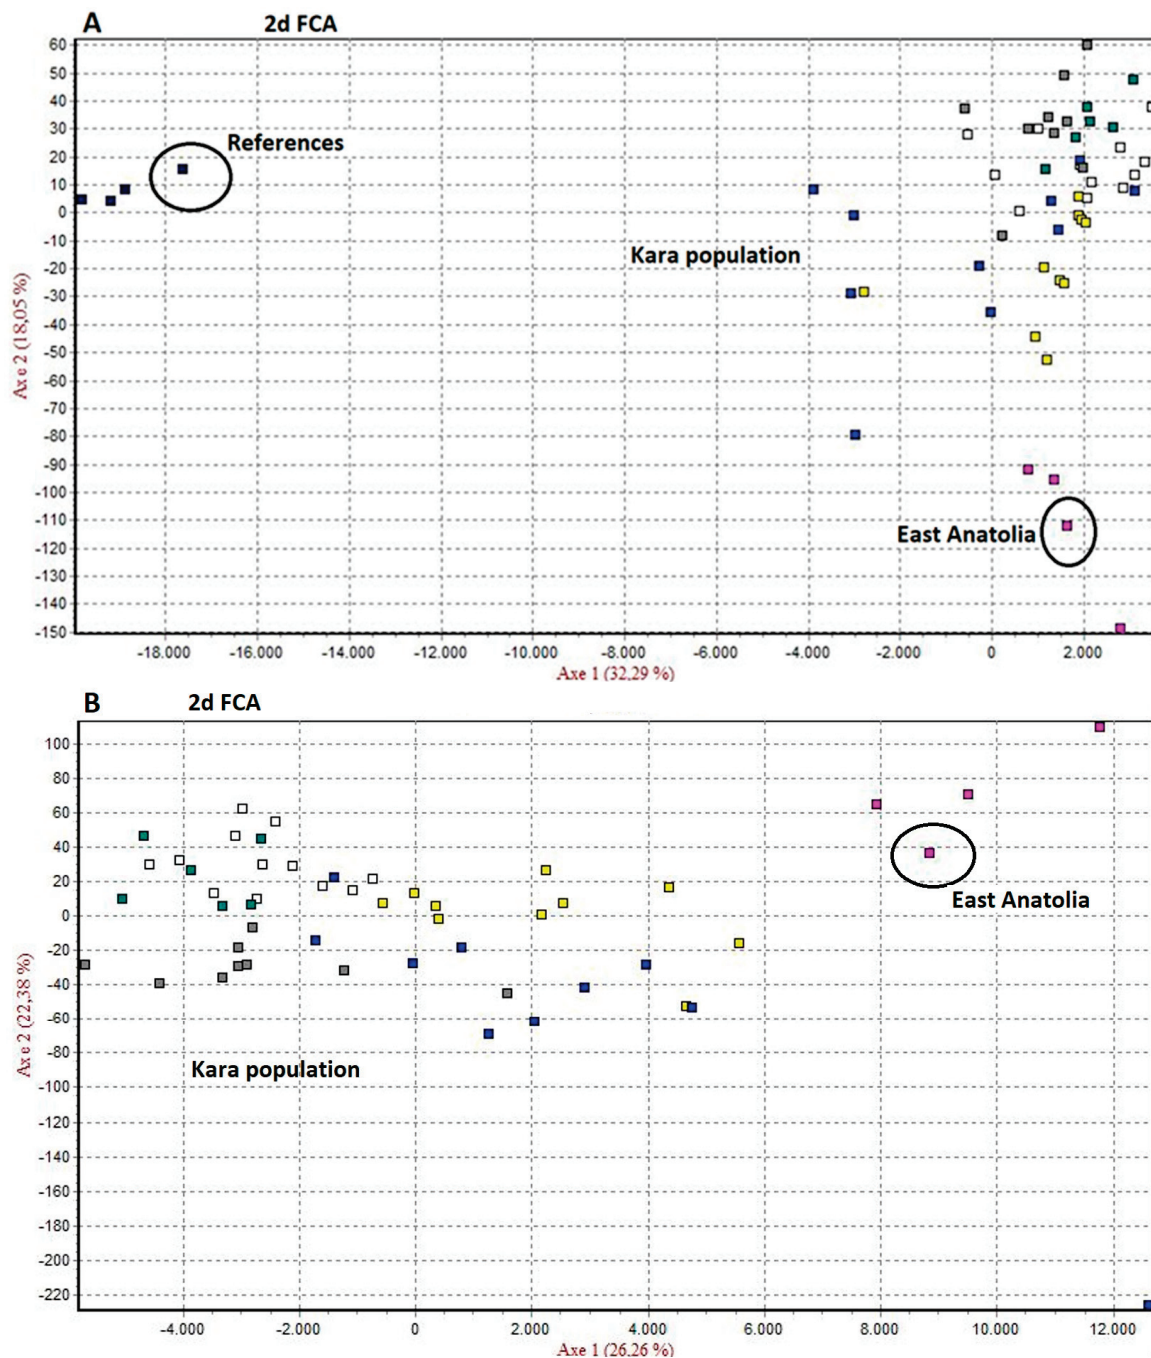 A
2d FCA
60
50
40
30
20
10
0
-10
-20
-30
-40
-50
-60
-70
-80
-90
-100
-110
-120
-130
-140
-150
Axe 2 (18,05 %)
References
Kara population
East Anatolia
-18.000 -16.000 -14.000 -12.000 -10.000 -8.000 -6.000 -4.000 -2.000 0 2.000
Axe 1 (32,29 %)
B
2d FCA
100
80
60
40
20
0
-20
-40
-60
-80
-100
-120
-140
-160
-180
-200
-220
Axe 2 (22,38 %)
East Anatolia
Kara population
-4.000 -2.000 0 2.000 4.000 6.000 8.000 10.000 12.000
Axe 1 (26,26 %)